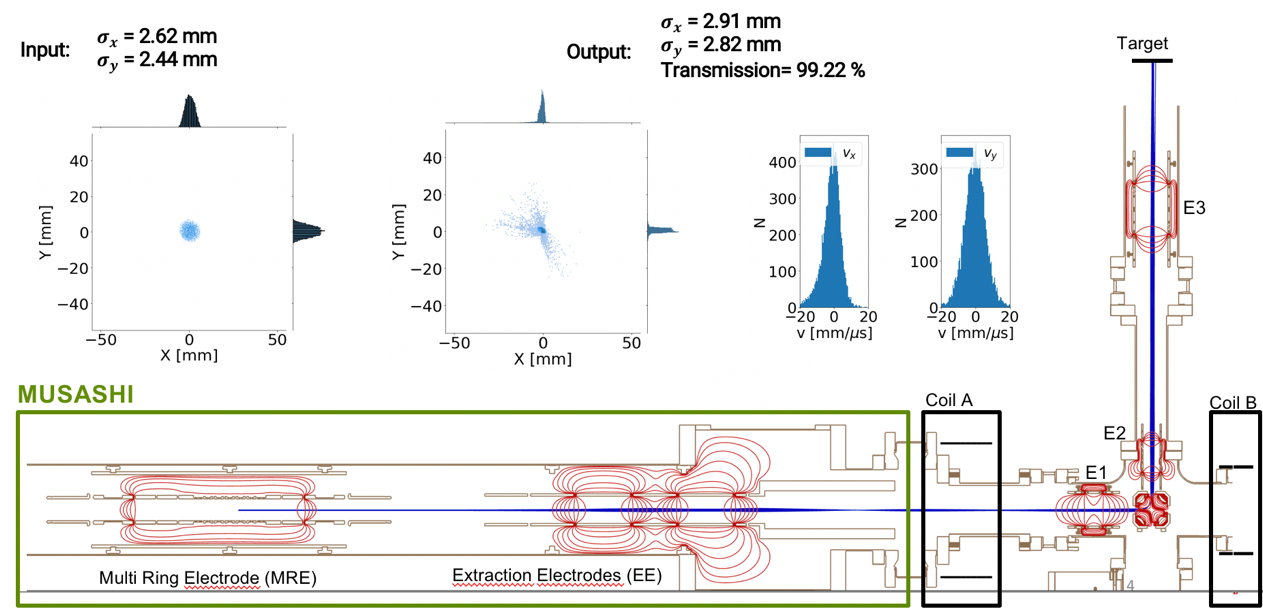 Input:
σx = 2.62 mm
σy = 2.44 mm
Output:
σx = 2.91 mm
σy = 2.82 mm
Transmission= 99.22 %
Target
40
20
0
−20
−40
Y [mm]
−50
0
50
X [mm]
40
20
0
−20
−40
Y [mm]
−50
0
50
X [mm]
vx
400
300
200
100
0
N
−20
0
20
v [mm/μs]
vy
300
200
100
0
N
−20
0
20
v [mm/μs]
E3
MUSASHI
Coil A
Coil B
E2
E1
Multi Ring Electrode (MRE)
Extraction Electrodes (EE)
4